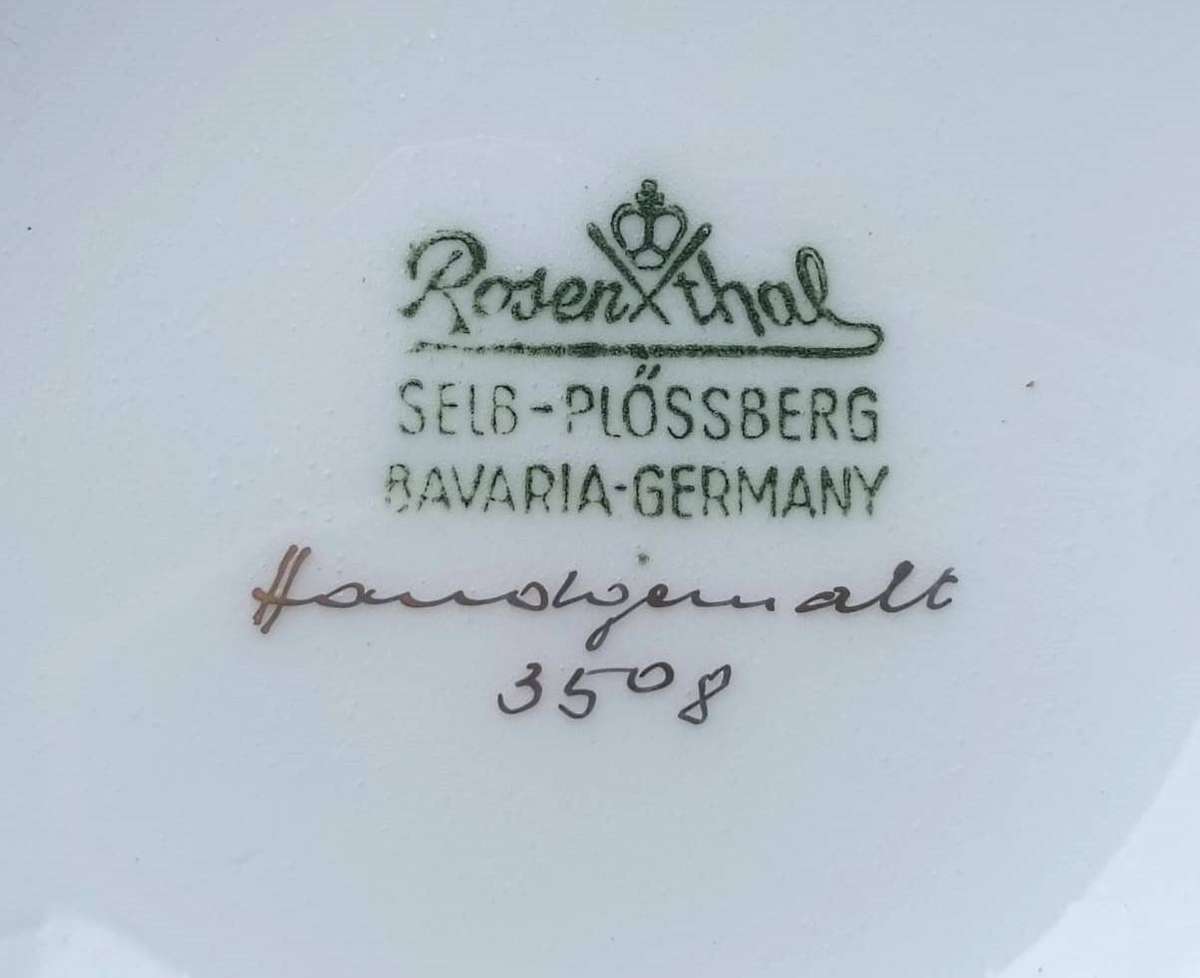 Rosenthal
SELB-PLÖSSBERG
BAVARIA-GERMANY
Handgemalt
3508